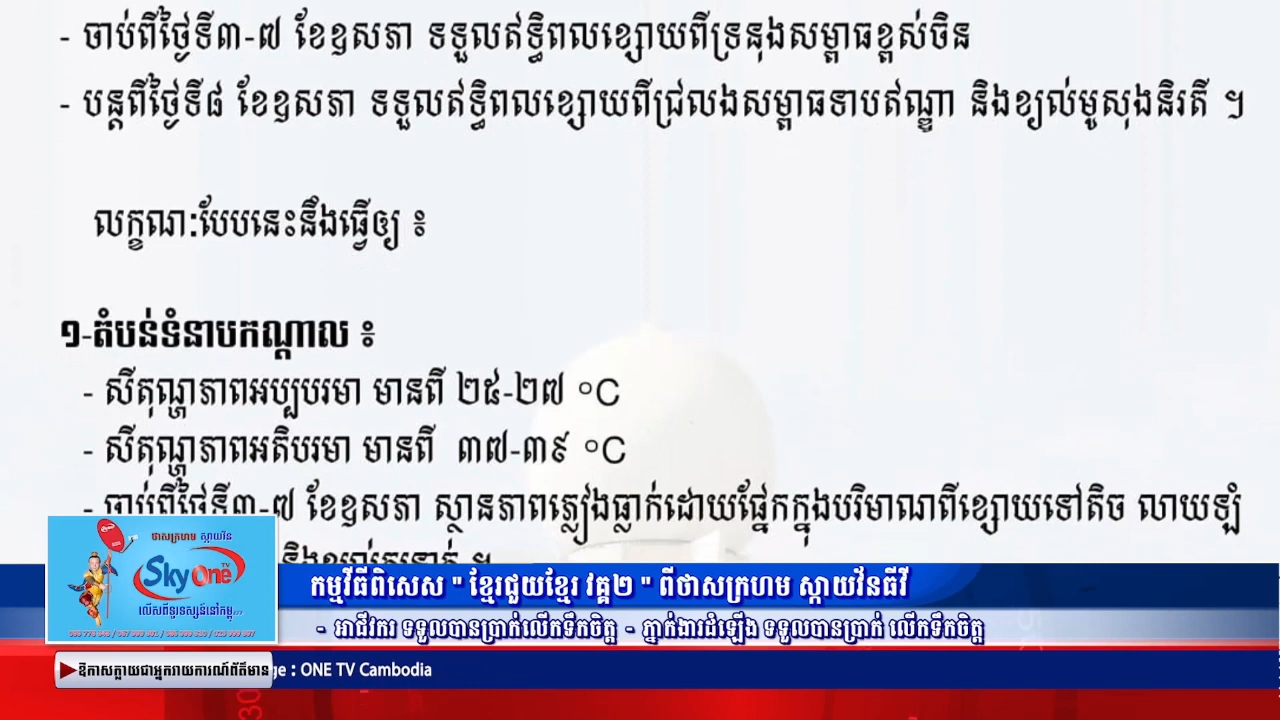 - ចាប់ពីថ្ងៃទី៣-៧ ខែឧសភា ទទួលឥទ្ធិពលខ្សោយពីទ្រនុងសម្ពាធខ្ពស់ចិន
- បន្តពីថ្ងៃទី៨ ខែឧសភា ទទួលឥទ្ធិពលខ្សោយពីជ្រលងសម្ពាធទាបឥណ្ឌា និងខ្យល់មូសុងនិរតី ។
លក្ខណៈបែបនេះនឹងធ្វើឲ្យ ៖
១-តំបន់ទំនាបកណ្តាល ៖
- សីតុណ្ហភាពអប្បបរមា មានពី ២៥-២៧ °C
- សីតុណ្ហភាពអតិបរមា មានពី ៣៧-៣៩ °C
- ចាប់ពីថ្ងៃទី៣-៧ ខែឧសភា ស្ថានភាពភ្លៀងធ្លាក់ដោយផ្នែកក្នុងបរិមាណពីខ្សោយទៅតិច លាយឡំ
ថាសក្រហម ស្កាយវ័ន
Sky One TV
លើសពីទូរទស្សន៍នៅកម្ពុ
កម្មវីធីពិសេស " ខ្មែរជួយខ្មែរ វគ្គ២ " ពីថាសក្រហម ស្កាយវ័នធីវី
- អាជីវករ ទទួលបានប្រាក់លើកទឹកចិត្ត - ភ្នាក់ងារដំឡើង ទទួលបានប្រាក់ លើកទឹកចិត្ត
ឱកាសក្លាយជាអ្នករាយការណ៍ព័ត៌មាន
ge : ONE TV Cambodia